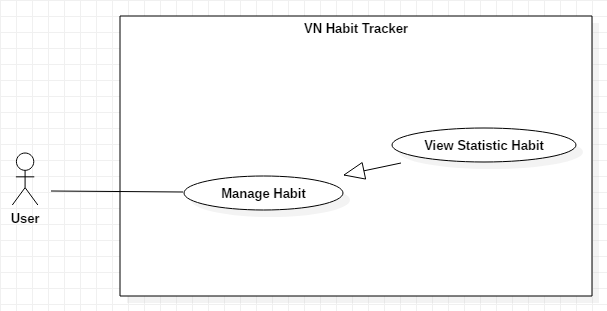 VN Habit Tracker
View Statistic Habit
Manage Habit
User